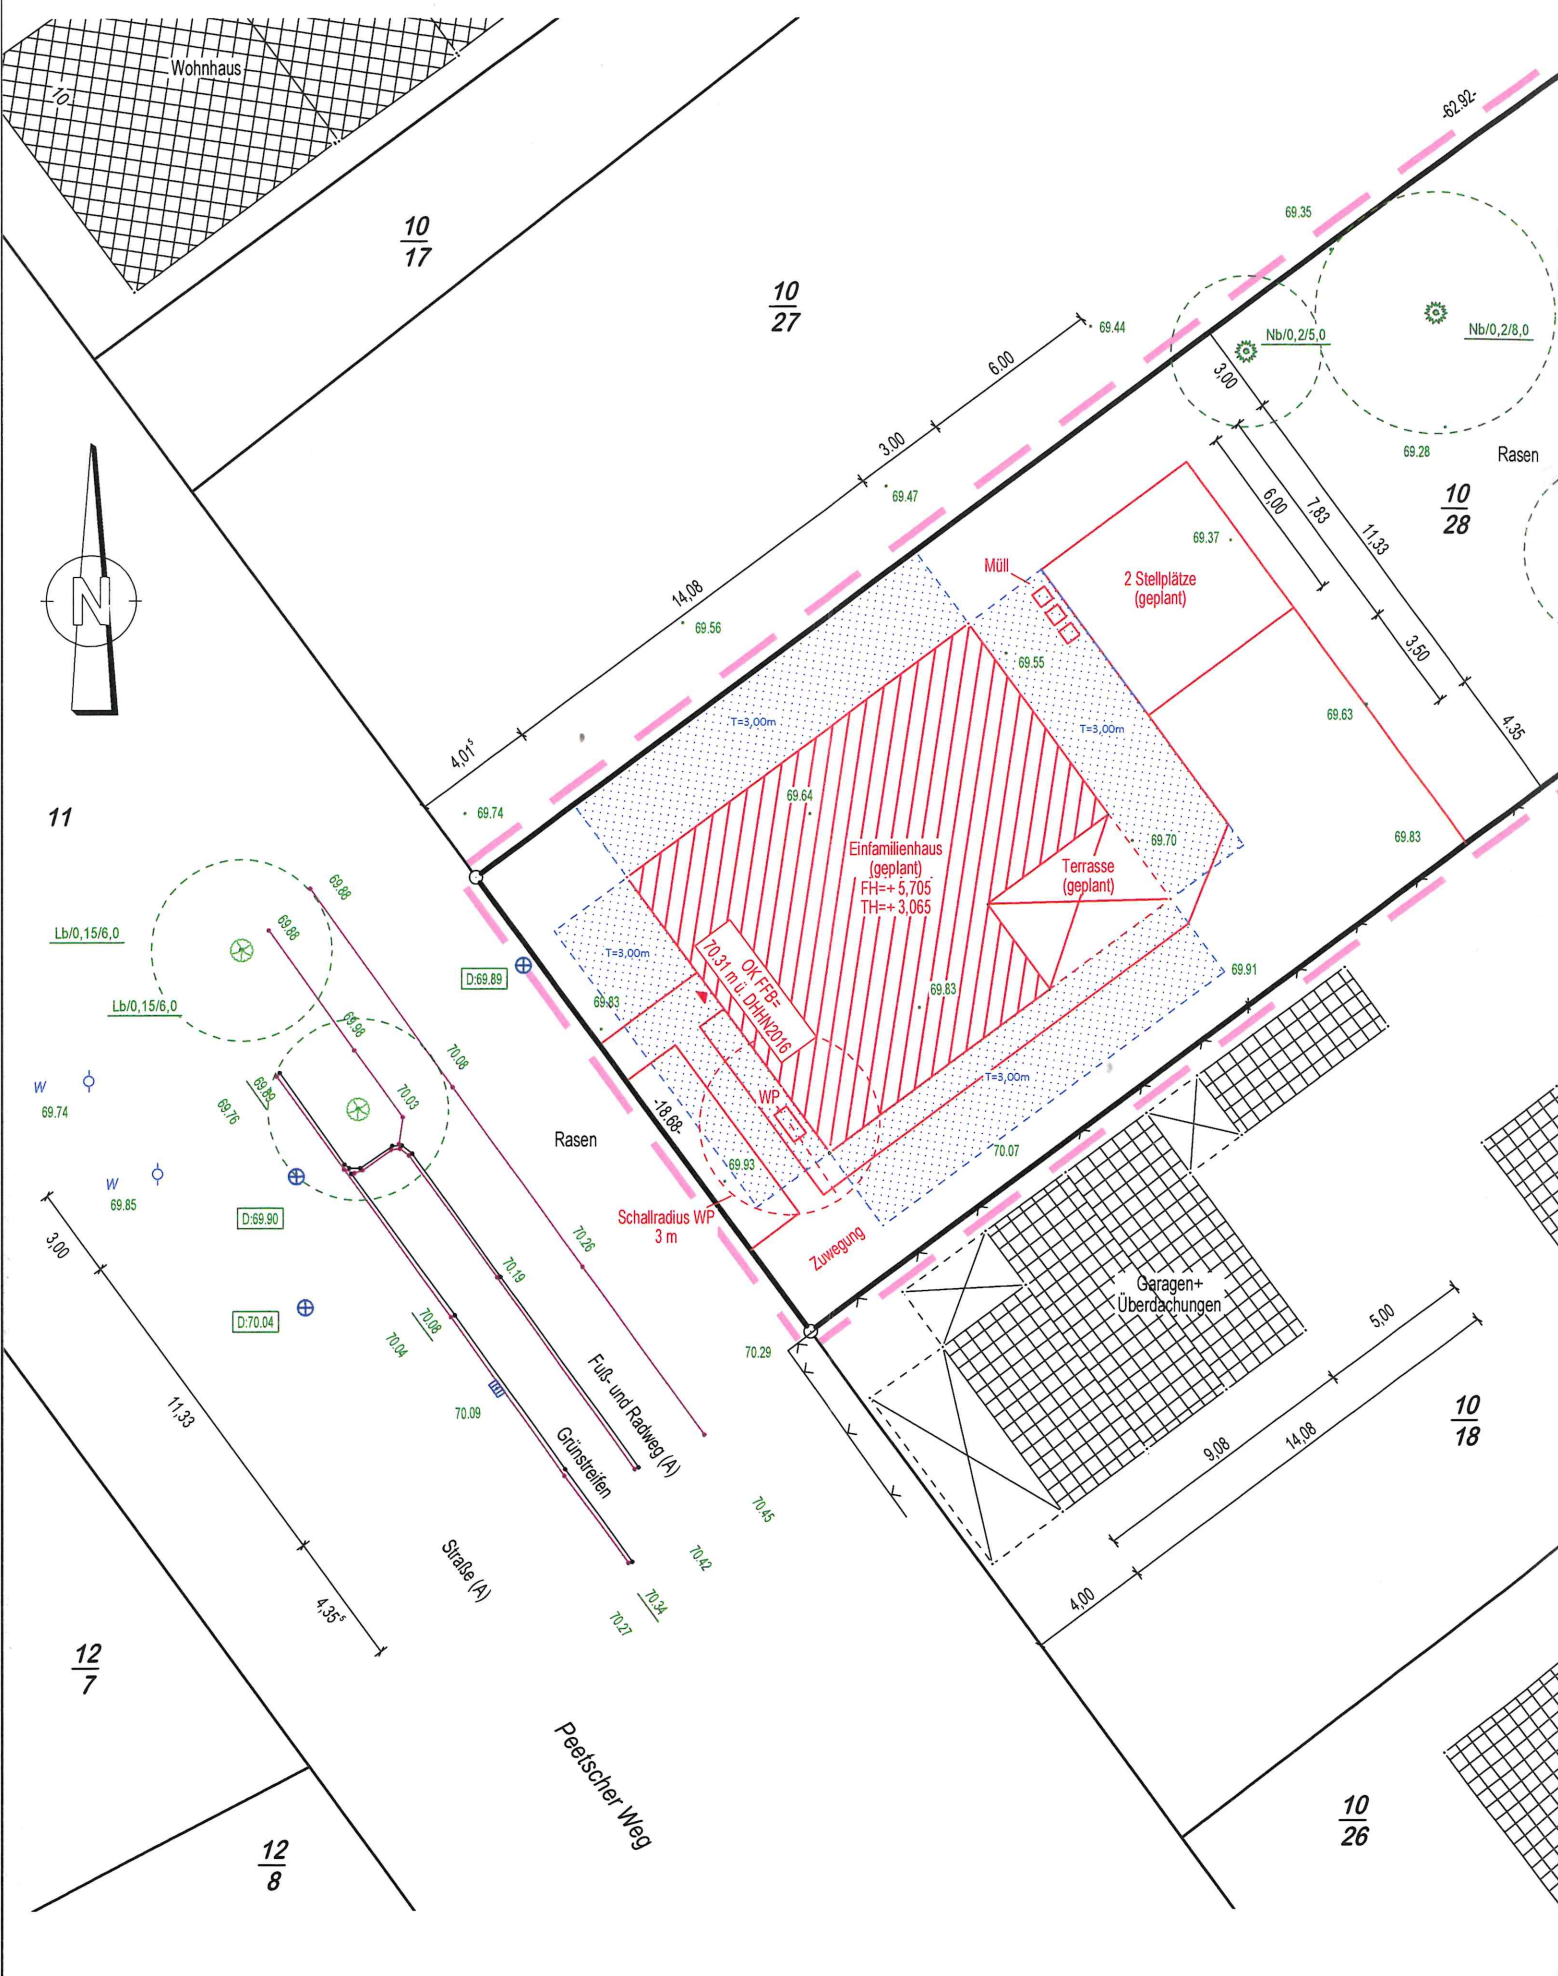 Wohnhaus
10
10
17
10
27
-62.92-
69.35
Nb/0,2/5,0
Nb/0,2/8,0
69.44
6.00
3,00
3.00
69.28
Rasen
10
28
69.47
6,00
7,83
11,33
69.37
Müll
2 Stellplätze
(geplant)
14,08
69.56
69.55
3,50
T=3,00m
T=3,00m
69.63
4.35
4,01⁵
69.74
69.64
11
Einfamilienhaus
(geplant)
FH=+ 5,705
TH=+ 3,065
69.70
69.83
Terrasse
(geplant)
69.88
69.88
Lb/0,15/6,0
T=3,00m
D:69.89
OK FFB=
70.31 m ü. DHHN2016
69.83
69.91
Lb/0,15/6,0
69.83
69.98
70.08
W
69.74
69.89
69.76
70.03
T=3,00m
WP
-18.68-
Rasen
70.07
69.93
W
69.85
D:69.90
Schallradius WP
3 m
Zuwegung
3,00
70.26
70.19
Garagen+
Überdachungen
D:70.04
70.08
70.04
70.29
5,00
70.09
Fuß- und Radweg (A)
Grünstreifen
11,33
9,08
14,08
10
18
70.45
70.42
Straße (A)
70.34
70.27
4,35⁵
4,00
12
7
Peetscher Weg
10
26
12
8
N